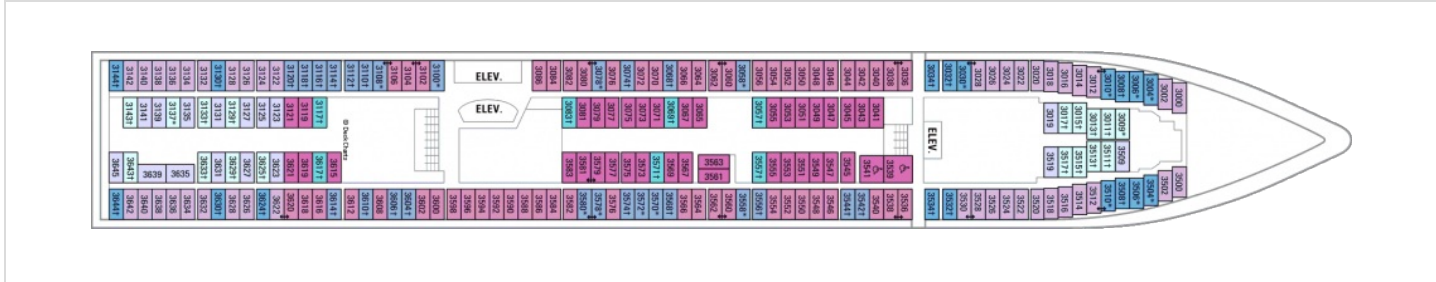 3144† 3142 3140 3138 3136 3134 3132 3130† 3128 3126 3124 3122 3120† 3118† 3116† 3114† 3112† 3110† 3108* 3106 3104 3102 3100*
ELEV.
3086 3084 3082 3080 3078* 3076 3074† 3072 3070 3068† 3066 3064 3062 3060 3058* 3056 3054 3052 3050 3048 3046 3044 3042 3040 3038 3036
3034† 3032† 3030† 3028 3026 3024 3022 3020 3018 3016 3014 3012 3010* 3008† 3006* 3004* 3002 3000
3143† 3141 3139 3137* 3135 3133† 3131 3129† 3127 3125 3123 3121 3119 3117†
© Deck Chartz
ELEV.
3083† 3081 3079 3077 3075 3073 3071 3069† 3067 3065
3057† 3055 3053 3051 3049 3047 3045 3043 3041
ELEV.
3019 3017† 3015† 3013† 3011† 3009*
3645 3643† 3639 3635 3633† 3631 3629† 3627 3625† 3623 3621 3619 3617† 3615
3583 3581 3579 3577 3575 3573 3571† 3569 3567 3563
3561
3557† 3555 3553 3551 3549 3547 3545 3541 3539
3519 3517† 3515† 3513† 3511† 3509
3644† 3642 3640 3638 3636 3634 3632 3630† 3628 3626 3624† 3622 3620 3618 3616 3614† 3612 3610† 3608 3606† 3604† 3602 3600 3598 3596 3594 3592 3590 3588 3586 3584 3582 3580* 3578* 3576 3574† 3572† 3570* 3568† 3566 3564 3562 3560 3558* 3556† 3554 3552 3550 3548 3546 3544† 3542† 3540 3538 3536
3534† 3532† 3530 3528 3526 3524 3522 3520 3518 3516 3514 3512 3510* 3508† 3506* 3504* 3502 3500